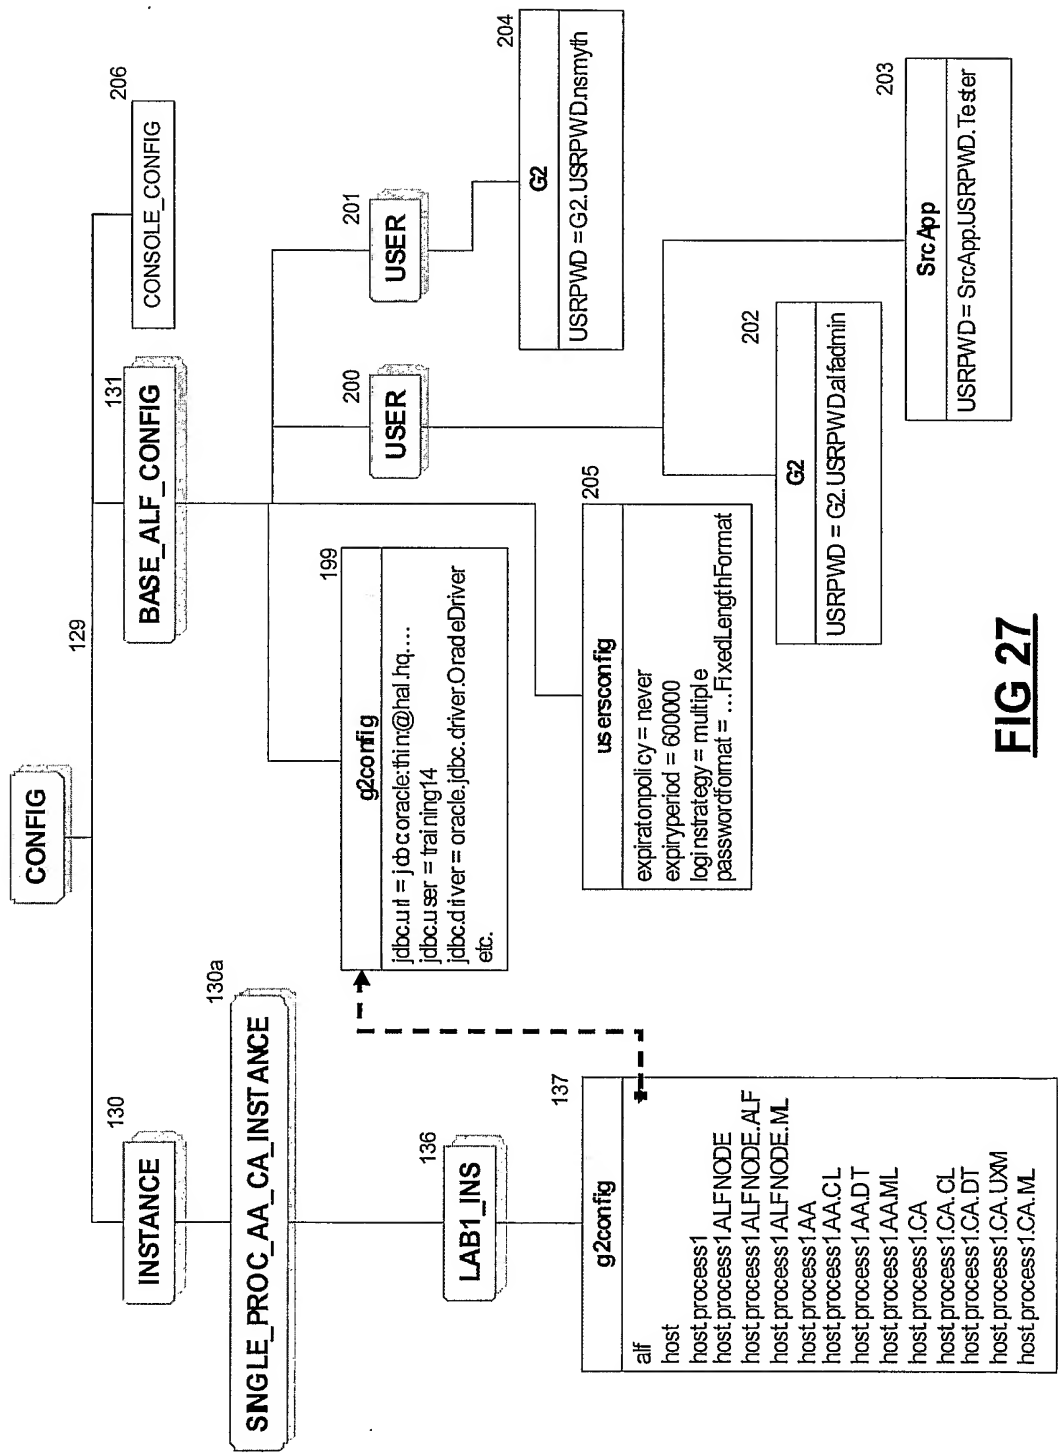 CONFIG
129
INSTANCE
130
BASE_ALF_CONFIG
131
CONSOLE_CONFIG
206
SNGLE_PROC_AA_CA_INSTANCE
130a
LAB1_INS
136
g2config
137
alf
host
host.process1
host.process1.ALFNODE
host.process1.ALFNODE.ALF
host.process1.ALFNODE.ML
host.process1.AA
host.process1.AA.CL
host.process1.AA.DT
host.process1.AA.ML
host.process1.CA
host.process1.CA.CL
host.process1.CA.DT
host.process1.CA.UXM
host.process1.CA.ML
g2config
199
jdbc.url = jdbc:oracle:thin:@hal.hq....
jdbc.user = training14
jdbc.driver = oracle.jdbc.driver.OracleDriver
etc.
usersconfig
205
expiratonpolicy = never
expiryperiod = 600000
loginstrategy = multiple
passwordformat = ...FixedLengthFormat
USER
200
USER
201
G2
202
USRPWD = G2.USRPWD.alfadmin
SrcApp
203
USRPWD = SrcApp.USRPWD.Tester
G2
204
USRPWD = G2.USRPWD.nsmyth
FIG 27